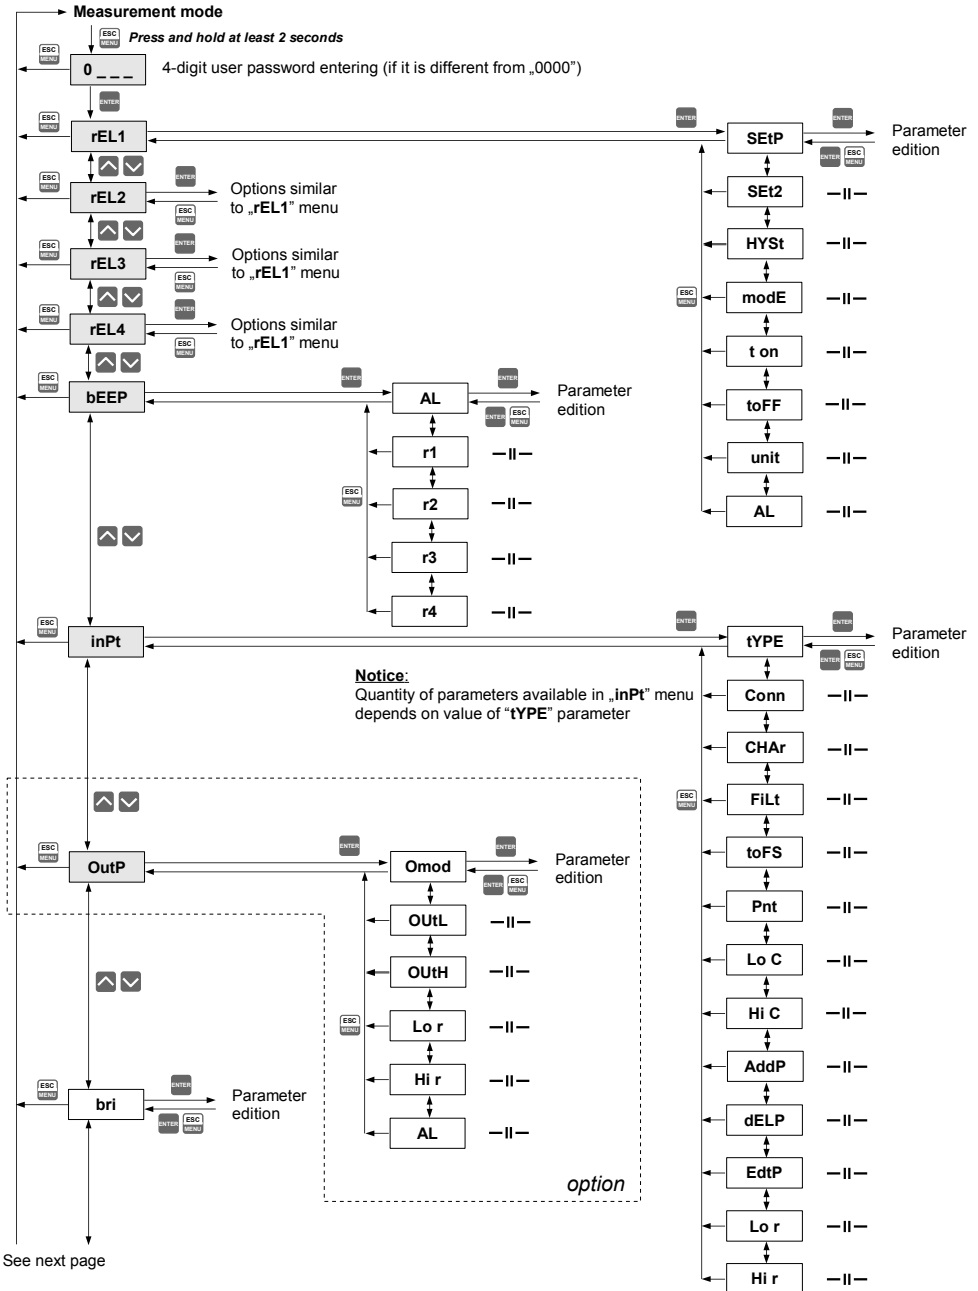 Measurement mode
ESC
MENU
Press and hold at least 2 seconds
ESC
MENU
0 _ _ _
4-digit user password entering (if it is different from „0000”)
ENTER
ESC
MENU
rEL1
ENTER
SEtP
ENTER
ENTER
ESC
MENU
Parameter
edition
ESC
MENU
rEL2
ENTER
ESC
MENU
Options similar
to „rEL1” menu
SEt2
—II—
ESC
MENU
rEL3
ENTER
ESC
MENU
Options similar
to „rEL1” menu
HYSt
—II—
ESC
MENU
modE
—II—
ESC
MENU
rEL4
ENTER
ESC
MENU
Options similar
to „rEL1” menu
t on
—II—
toFF
—II—
unit
—II—
AL
—II—
ESC
MENU
bEEP
ENTER
AL
ENTER
ENTER
ESC
MENU
Parameter
edition
r1
—II—
ESC
MENU
r2
—II—
r3
—II—
r4
—II—
ESC
MENU
inPt
ENTER
tYPE
ENTER
ENTER
ESC
MENU
Parameter
edition
Notice:
Quantity of parameters available in „inPt” menu
depends on value of “tYPE” parameter
Conn
—II—
CHAr
—II—
ESC
MENU
FiLt
—II—
toFS
—II—
Pnt
—II—
Lo C
—II—
Hi C
—II—
AddP
—II—
dELP
—II—
EdtP
—II—
Lo r
—II—
Hi r
—II—
ESC
MENU
OutP
ENTER
Omod
ENTER
ENTER
ESC
MENU
Parameter
edition
OUtL
—II—
OUtH
—II—
ESC
MENU
Lo r
—II—
Hi r
—II—
AL
—II—
option
ESC
MENU
bri
ENTER
ENTER
ESC
MENU
Parameter
edition
See next page